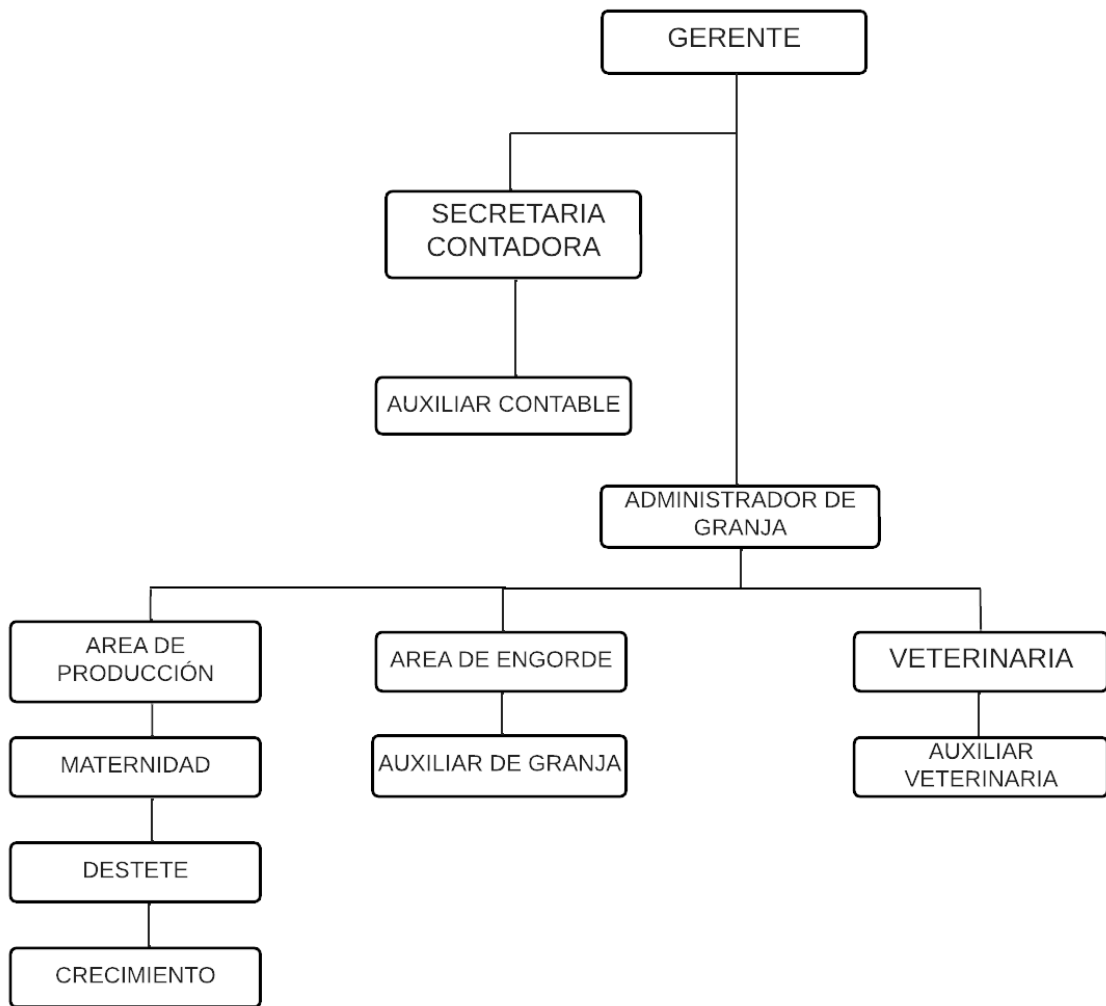 GERENTE
SECRETARIA
CONTADORA
AUXILIAR CONTABLE
ADMINISTRADOR DE
GRANJA
AREA DE
PRODUCCIÓN
AREA DE ENGORDE
VETERINARIA
MATERNIDAD
AUXILIAR DE GRANJA
AUXILIAR
VETERINARIA
DESTETE
CRECIMIENTO